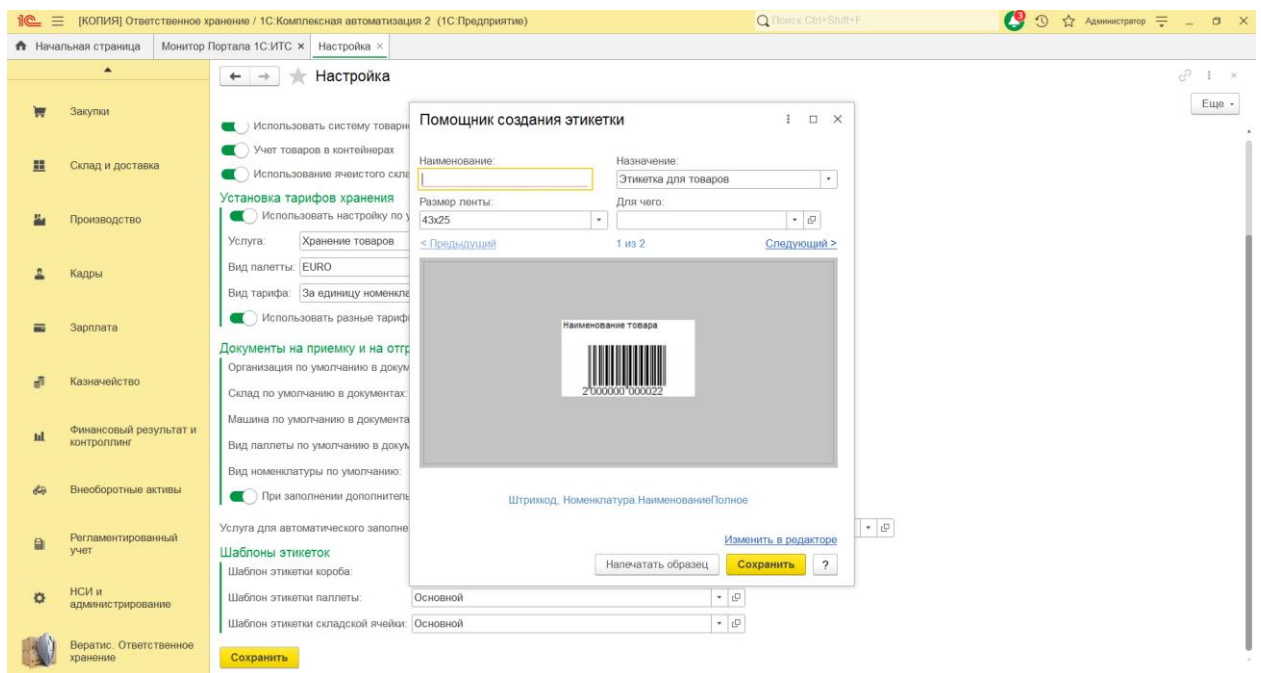 [КОПИЯ] Ответственное хранение / 1С:Комплексная автоматизация 2 (1С:Предприятие)
Поиск Ctrl+Shift+F
3
Администратор
Начальная страница
Монитор Портала 1С:ИТС ×
Настройка ×
Настройка
Еще
Закупки
Склад и доставка
Производство
Кадры
Зарплата
Казначейство
Финансовый результат и
контроллинг
Внеоборотные активы
Регламентированный
учет
НСИ и
администрирование
Вератис. Ответственное
хранение
Использовать систему товарн
Учет товаров в контейнерах
Использование ячеистого скла
Установка тарифов хранения
Использовать настройку по у
Услуга: Хранение товаров
Вид палетты: EURO
Вид тарифа: За единицу номенкла
Использовать разные тариф
Документы на приемку и на отгр
Организация по умолчанию в докум
Склад по умолчанию в документах:
Машина по умолчанию в документа
Вид паллеты по умолчанию в докум
Вид номенклатуры по умолчанию:
При заполнении дополнитель
Услуга для автоматического заполне
Шаблоны этикеток
Шаблон этикетки короба:
Шаблон этикетки паллеты: Основной
Шаблон этикетки складской ячейки: Основной
Сохранить
Помощник создания этикетки
Наименование:
Назначение:
Этикетка для товаров
Размер ленты:
Для чего:
43x25
< Предыдущий
1 из 2
Следующий >
Наименование товара
2 000000 000022
Штрихкод, Номенклатура.НаименованиеПолное
Изменить в редакторе
Напечатать образец
Сохранить
?